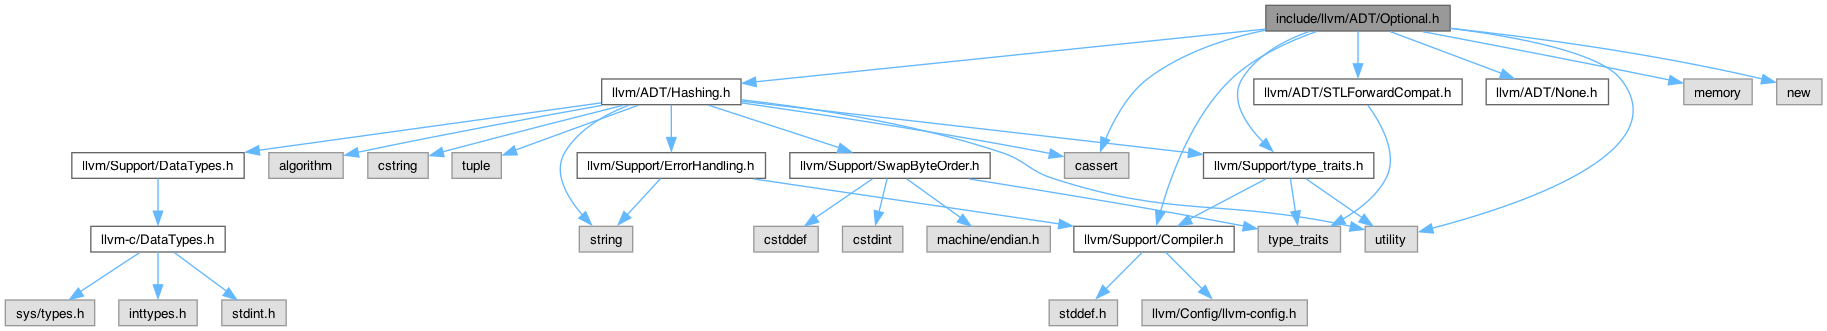 include/llvm/ADT/Optional.h
llvm/ADT/Hashing.h
llvm/ADT/STLForwardCompat.h
llvm/ADT/None.h
memory
new
llvm/Support/DataTypes.h
algorithm
cstring
tuple
llvm/Support/ErrorHandling.h
llvm/Support/SwapByteOrder.h
cassert
llvm/Support/type_traits.h
llvm-c/DataTypes.h
string
cstddef
cstdint
machine/endian.h
llvm/Support/Compiler.h
type_traits
utility
sys/types.h
inttypes.h
stdint.h
stddef.h
llvm/Config/llvm-config.h